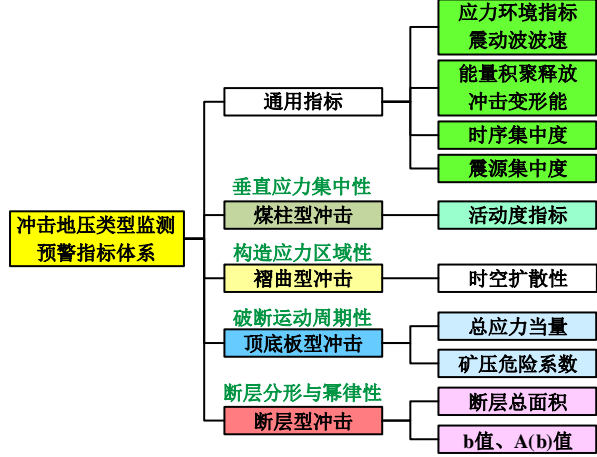 冲击地压类型监测
预警指标体系
通用指标
应力环境指标
震动波波速
能量积聚释放
冲击变形能
时序集中度
震源集中度
垂直应力集中性
煤柱型冲击
活动度指标
构造应力区域性
褶曲型冲击
时空扩散性
破断运动周期性
顶底板型冲击
总应力当量
矿压危险系数
断层分形与幂律性
断层型冲击
断层总面积
b值、A(b)值